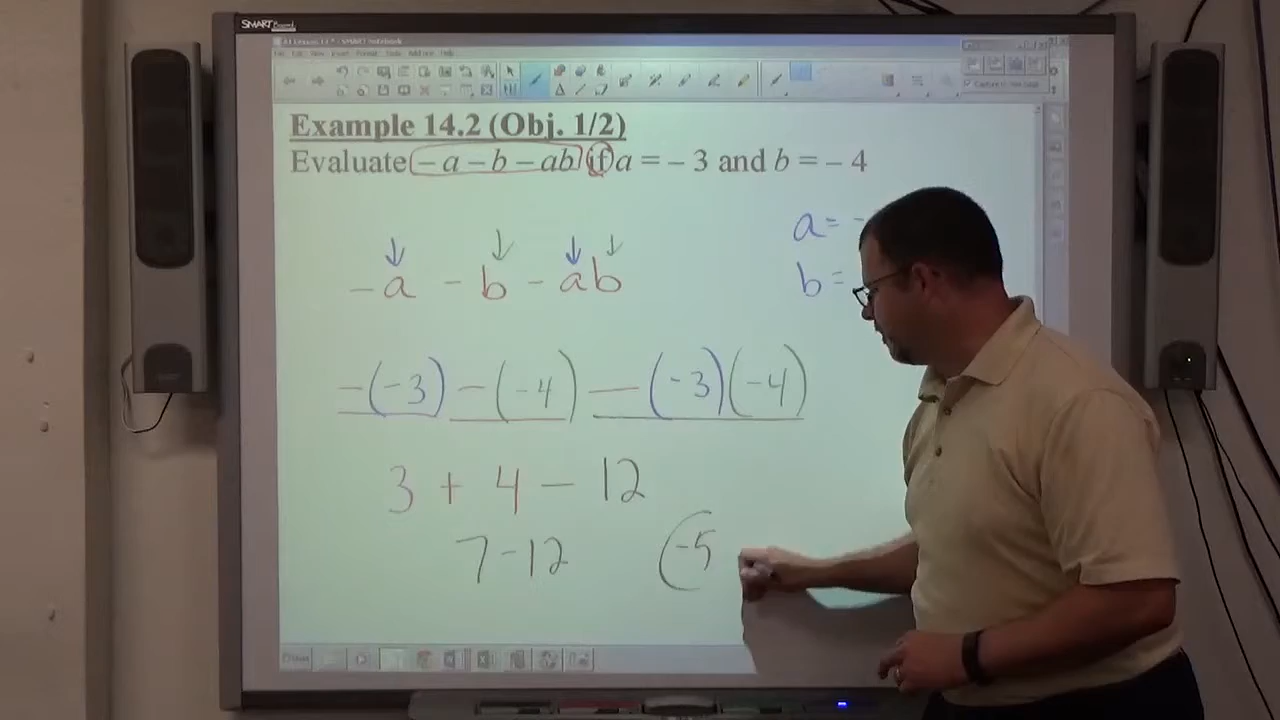 SMART Board
Example 14.2 (Obj. 1/2)
Evaluate −a − b − ab if a = − 3 and b = − 4
a = -
- a - b - ab
b =
-(-3) -(-4) -(-3)(-4)
3 + 4 - 12
7 - 12 (-5